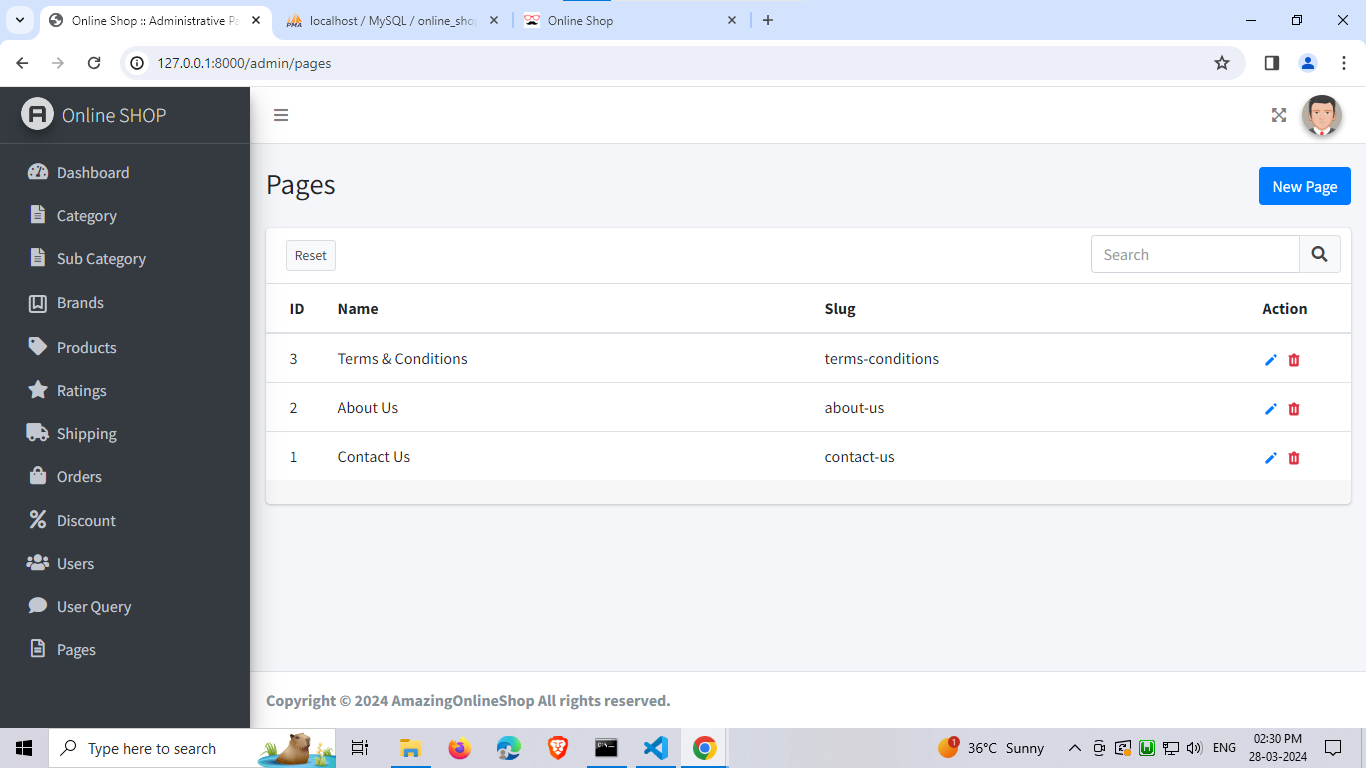 Online Shop :: Administrative Pa
localhost / MySQL / online_shop
Online Shop
127.0.0.1:8000/admin/pages
A Online SHOP
Dashboard
Category
Sub Category
Brands
Products
Ratings
Shipping
Orders
Discount
Users
User Query
Pages
Pages
New Page
Reset
Search
ID Name Slug Action
3 Terms & Conditions terms-conditions
2 About Us about-us
1 Contact Us contact-us
Copyright © 2024 AmazingOnlineShop All rights reserved.
Type here to search
1
36°C Sunny
ENG
02:30 PM
28-03-2024